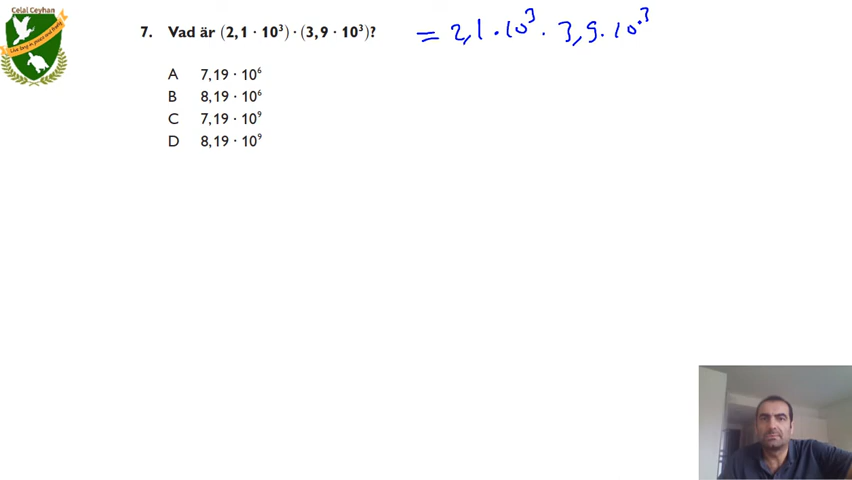 Celal Ceyhan
7. Vad är (2,1 · 10³) · (3,9 · 10³)?
= 2,1 · 10³ · 3,9 · 10³
A 7,19 · 10⁶
B 8,19 · 10⁶
C 7,19 · 10⁹
D 8,19 · 10⁹